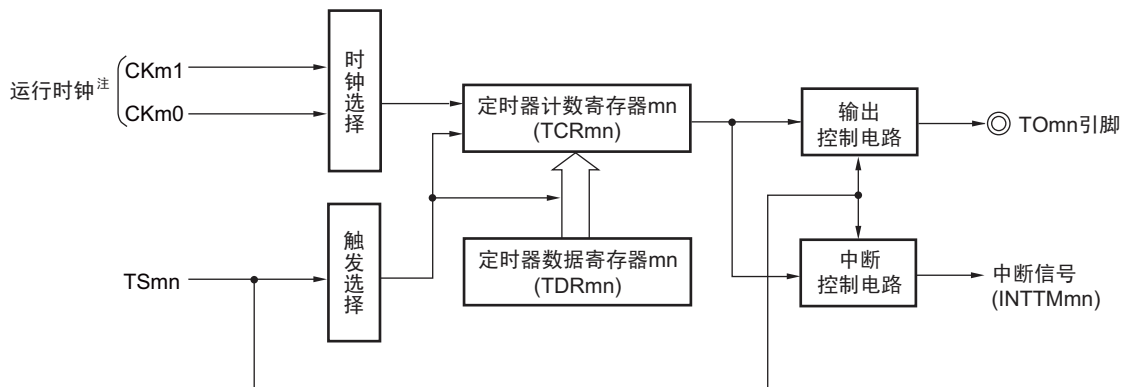 运行时钟注
CKm1
CKm0
时钟选择
定时器计数寄存器mn
(TCRmn)
输出
控制电路
TOmn引脚
TSmn
触发选择
定时器数据寄存器mn
(TDRmn)
中断
控制电路
中断信号
(INTTMmn)